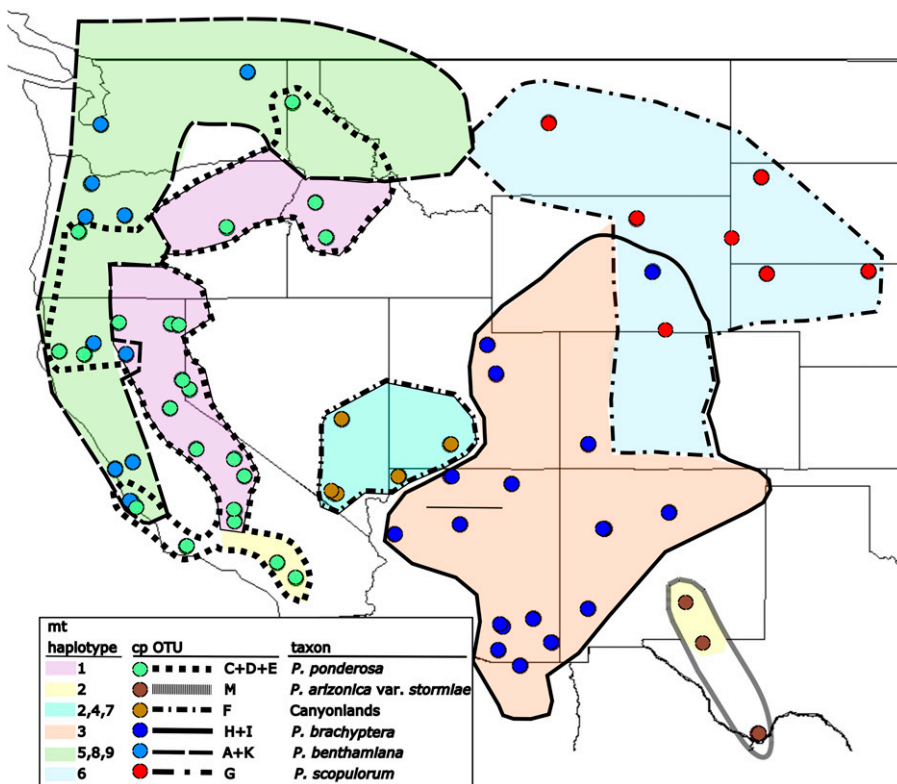 mt
haplotype cp OTU taxon
1 C+D+E P. ponderosa
2 M P. arizonica var. stormiae
2,4,7 F Canyonlands
3 H+I P. brachyptera
5,8,9 A+K P. benthamiana
6 G P. scopulorum